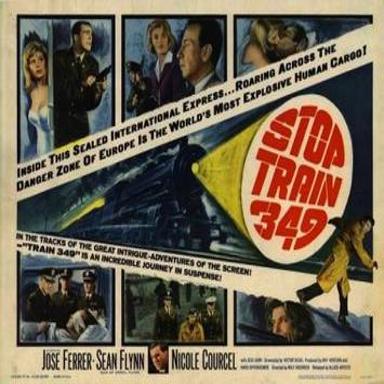 INSIDE THIS SEALED INTERNATIONAL EXPRESS...ROARING ACROSS THE
DANGER ZONE OF EUROPE IS THE WORLD'S MOST EXPLOSIVE HUMAN CARGO!
STOP
TRAIN
349
IN THE TRACKS OF THE GREAT INTRIGUE-ADVENTURES OF THE SCREEN!
—"TRAIN 349" IS AN INCREDIBLE JOURNEY IN SUSPENSE!
JOSÉ FERRER·SEAN FLYNN
NICOLE COURCEL